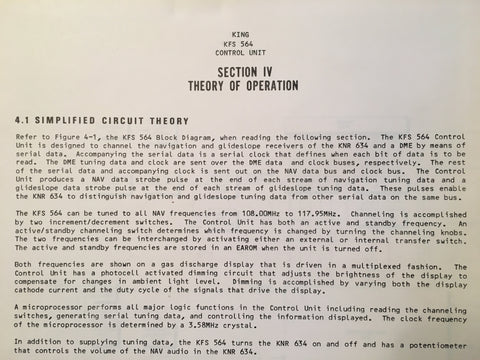 KING
KFS 564
CONTROL UNIT
SECTION IV
THEORY OF OPERATION
4.1 SIMPLIFIED CIRCUIT THEORY
Refer to Figure 4-1, the KFS 564 Block Diagram, when reading the following section. The KFS 564 Control
Unit is designed to channel the navigation and glideslope receivers of the KNR 634 and a DME by means of
serial data. Accompanying the serial data is a serial clock that defines when each bit of data is to be
read. The DME tuning data and clock are sent over the DME data and clock buses, respectively. The rest
of the serial data and accompanying clock is sent out on the NAV data bus and clock bus. The Control
Unit produces a NAV data strobe pulse at the end of each stream of navigation tuning data and a
glideslope data strobe pulse at the end of each stream of glideslope tuning data. These pulses enable
the KNR 634 to distinguish navigation and glideslope tuning data from other serial data on the same bus.
The KFS 564 can be tuned to all NAV frequencies from 108.00MHz to 117.95MHz. Channeling is accomplished
by two increment/decrement switches. The Control Unit has both an active and standby frequency. An
active/standby channeling switch determines which frequency is changed by turning the channeling knobs.
The two frequencies can be interchanged by activating either an external or internal transfer switch.
The active and standby frequencies are stored in an EAROM when the unit is turned off.
Both frequencies are shown on a gas discharge display that is driven in a multiplexed fashion. The
Control Unit has a photocell activated dimming circuit that adjusts the brightness of the display to
compensate for changes in ambient light level. Dimming is accomplished by varying both the display
cathode current and the duty cycle of the signals that drive the display.
A microprocessor performs all major logic functions in the Control Unit including reading the channeling
switches, generating serial tuning data, and controlling the information displayed. The clock frequency
of the microprocessor is determined by a 3.58MHz crystal.
In addition to supplying tuning data, the KFS 564 turns the KNR 634 on and off and has a potentiometer
that controls the volume of the NAV audio in the KNR 634.